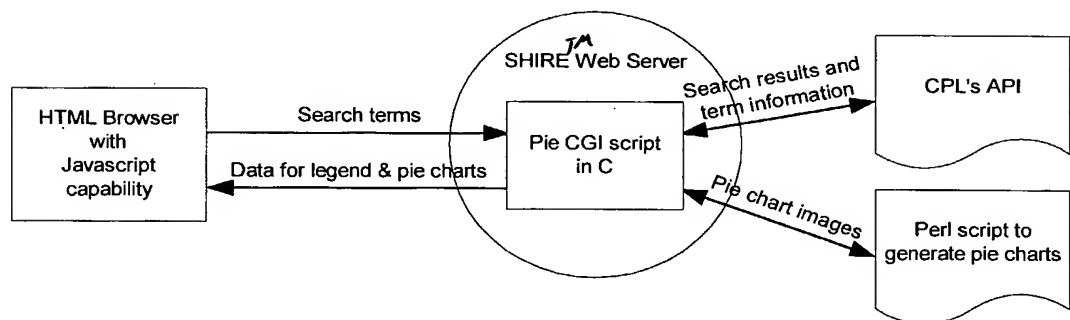 TM
SHIRE Web Server
HTML Browser
with
Javascript
capability
Search terms
Data for legend & pie charts
Pie CGI script
in C
Search results and
term information
Pie chart images
CPL's API
Perl script to
generate pie charts